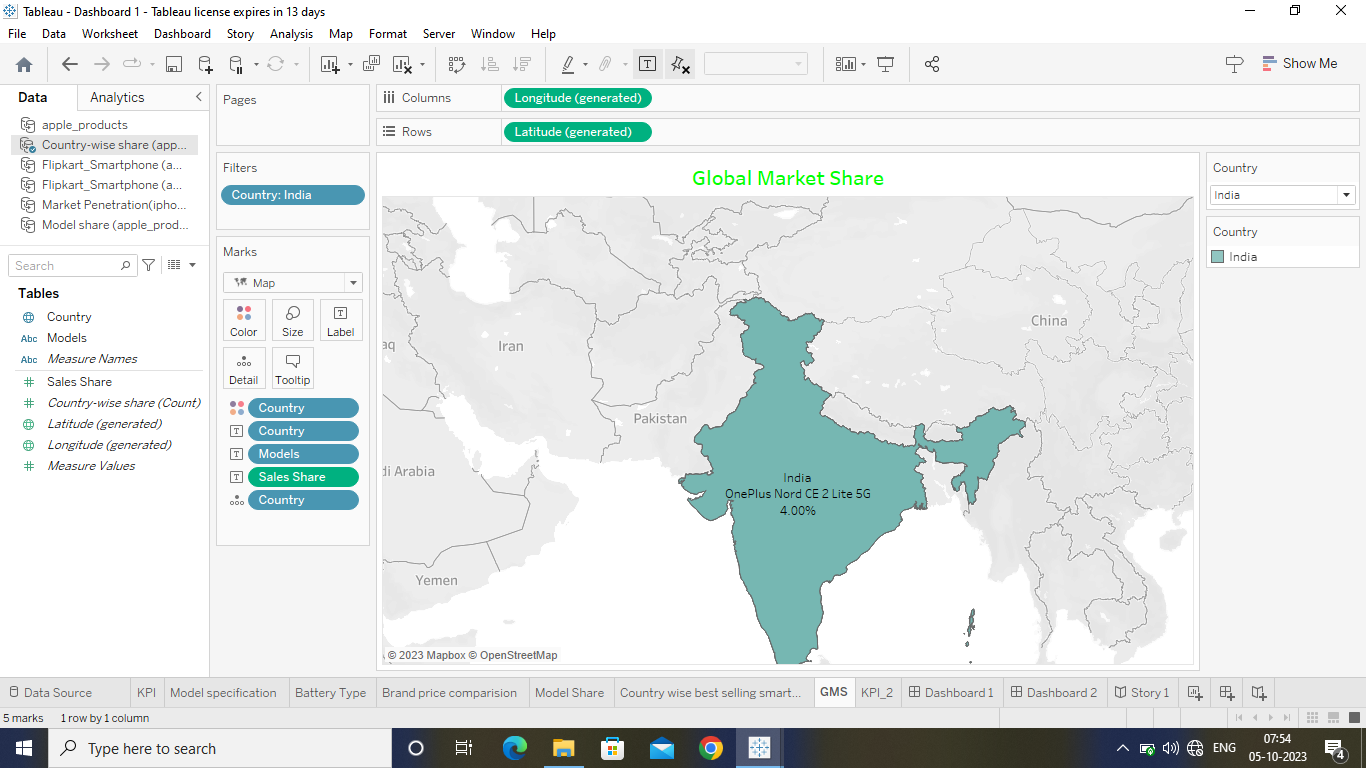 Tableau - Dashboard 1 - Tableau license expires in 13 days
File Data Worksheet Dashboard Story Analysis Map Format Server Window Help
Show Me
Data Analytics
apple_products
Country-wise share (app...
Flipkart_Smartphone (a...
Flipkart_Smartphone (a...
Market Penetration(ipho...
Model share (apple_prod...
Search
Tables
Country
Abc Models
Abc Measure Names
Sales Share
Country-wise share (Count)
Latitude (generated)
Longitude (generated)
Measure Values
Pages
Filters
Country: India
Marks
Map
Color Size Label
Detail Tooltip
Country
Country
Models
Sales Share
Country
Columns Longitude (generated)
Rows Latitude (generated)
Global Market Share
China
Iran
aq
Pakistan
di Arabia
India
OnePlus Nord CE 2 Lite 5G
4.00%
Yemen
© 2023 Mapbox © OpenStreetMap
Country
India
Country
India
Data Source KPI Model specification Battery Type Brand price comparision Model Share Country wise best selling smart... GMS KPI_2 Dashboard 1 Dashboard 2 Story 1
5 marks 1 row by 1 column
Type here to search
ENG
07:54
05-10-2023
4